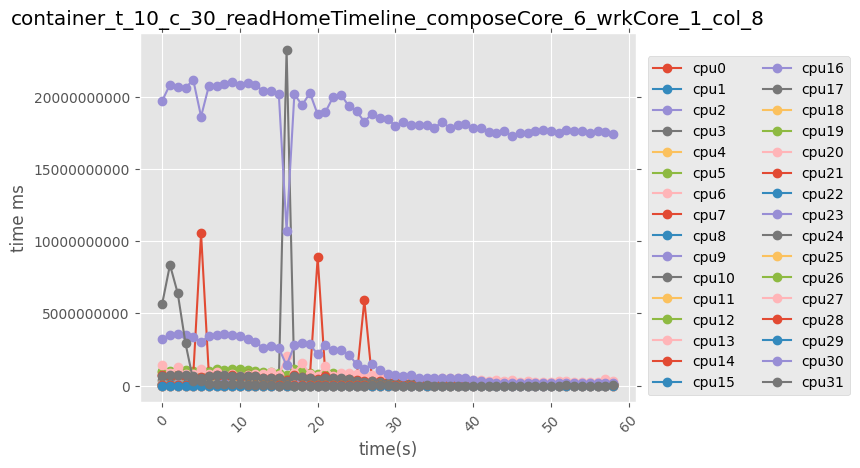 container_t_10_c_30_readHomeTimeline_composeCore_6_wrkCore_1_col_8
time ms
20000000000
15000000000
10000000000
5000000000
0
0
10
20
30
40
50
60
time(s)
cpu0
cpu1
cpu2
cpu3
cpu4
cpu5
cpu6
cpu7
cpu8
cpu9
cpu10
cpu11
cpu12
cpu13
cpu14
cpu15
cpu16
cpu17
cpu18
cpu19
cpu20
cpu21
cpu22
cpu23
cpu24
cpu25
cpu26
cpu27
cpu28
cpu29
cpu30
cpu31